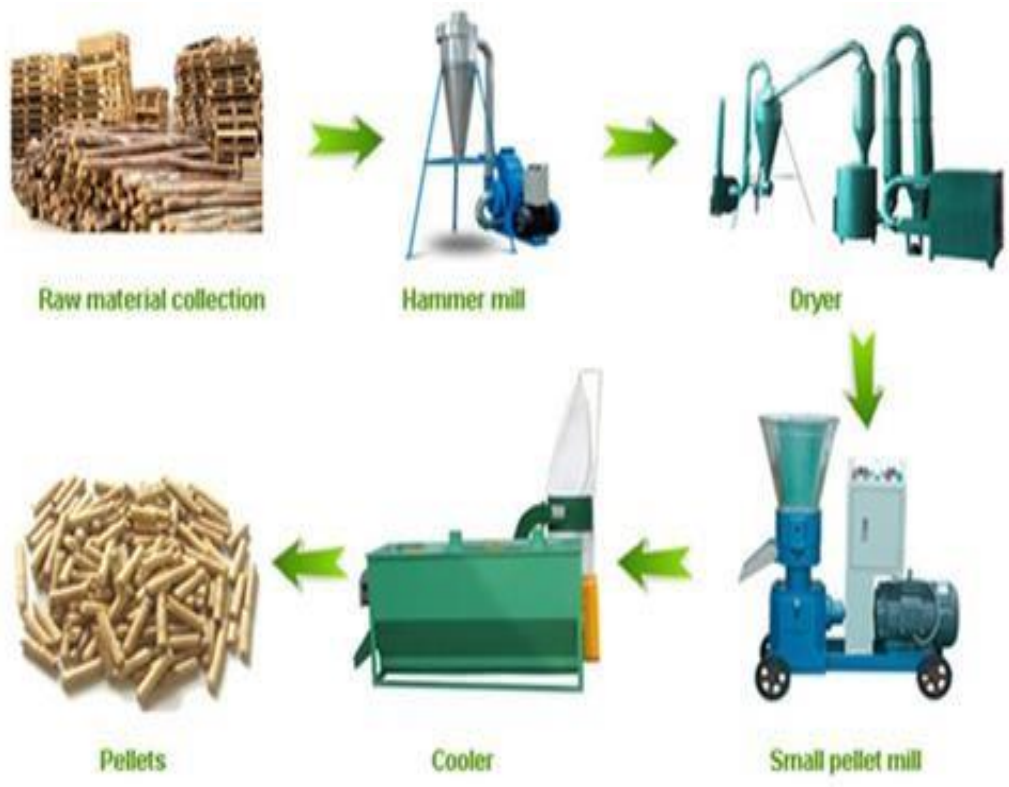 Raw material collection
Hammer mill
Dryer
Small pellet mill
Cooler
Pellets